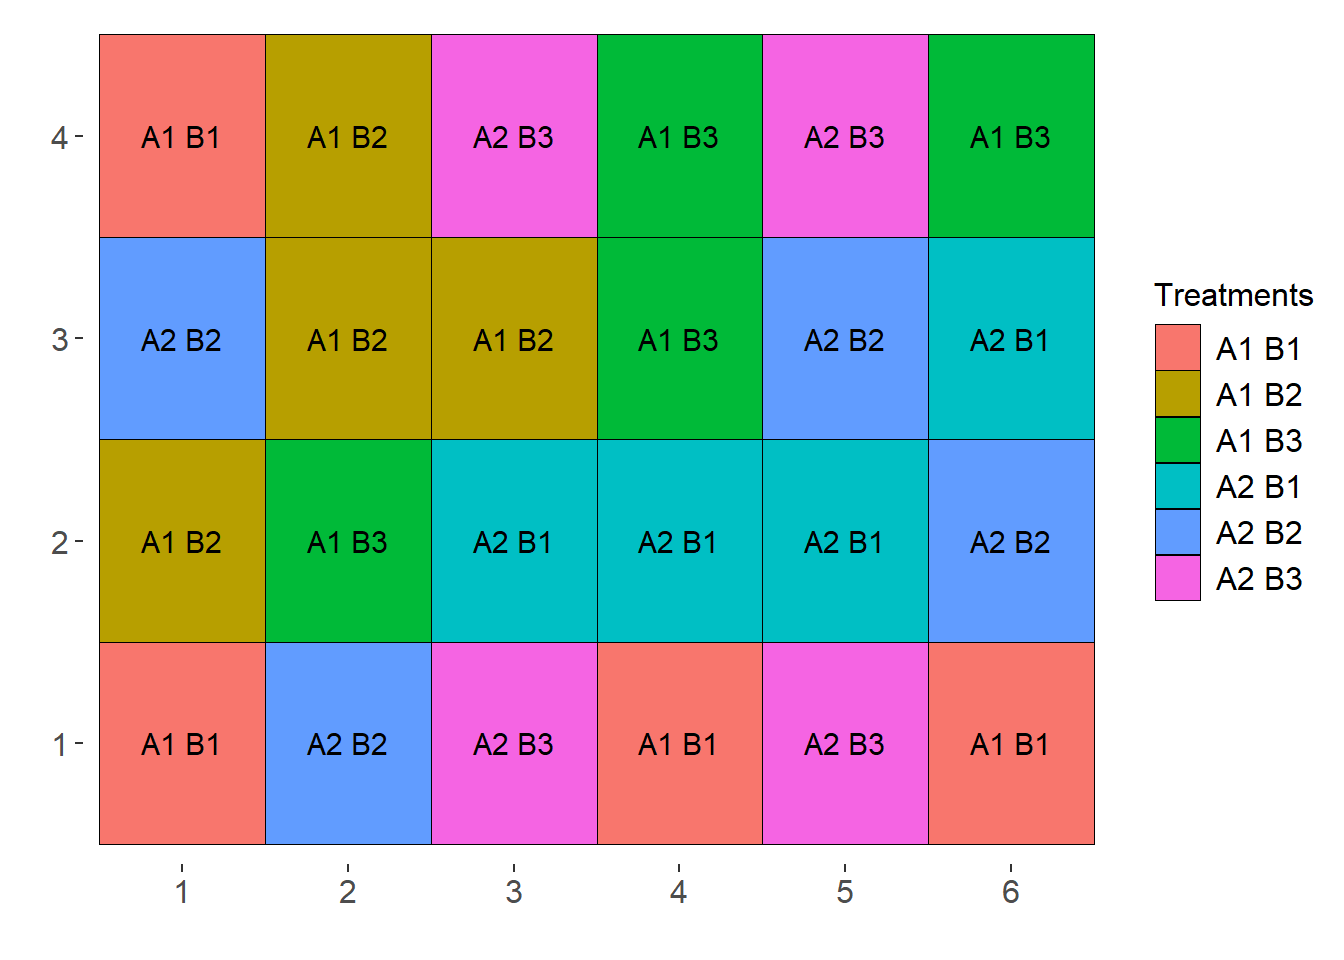 4
A1 B1 A1 B2 A2 B3 A1 B3 A2 B3 A1 B3
3
A2 B2 A1 B2 A1 B2 A1 B3 A2 B2 A2 B1
2
A1 B2 A1 B3 A2 B1 A2 B1 A2 B1 A2 B2
1
A1 B1 A2 B2 A2 B3 A1 B1 A2 B3 A1 B1
1 2 3 4 5 6
Treatments
A1 B1
A1 B2
A1 B3
A2 B1
A2 B2
A2 B3